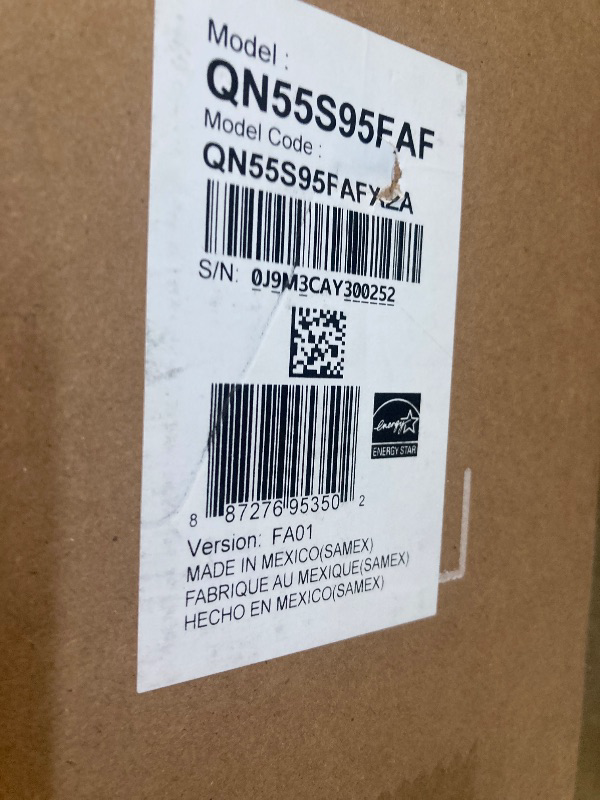 Model :
QN55S95FAF
Model Code :
QN55S95FAFXZA
S/N: 0J9M3CAY300252
energy
ENERGY STAR
8 87276 95350 2
Version: FA01
MADE IN MEXICO(SAMEX)
FABRIQUE AU MEXIQUE(SAMEX)
HECHO EN MEXICO(SAMEX)